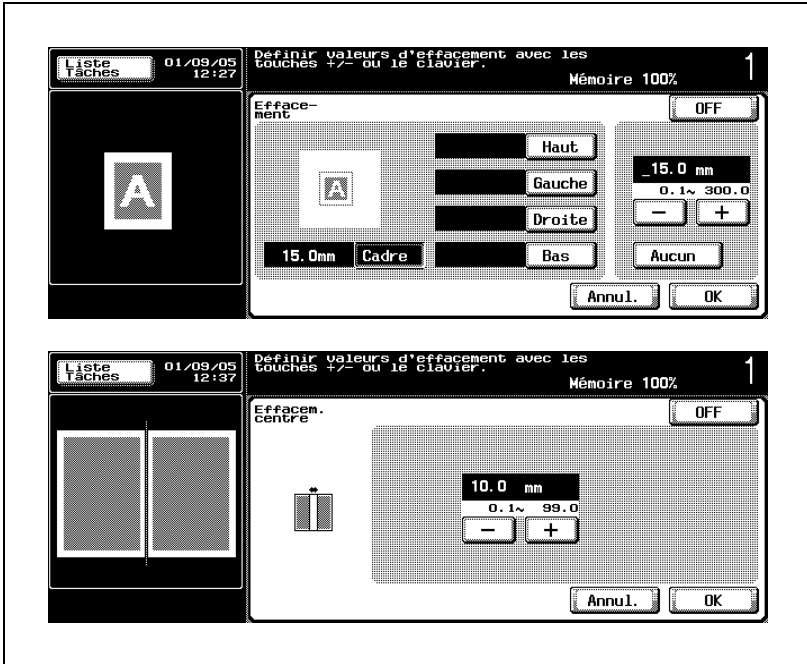 Liste
Tâches
01/09/05
12:27
Définir valeurs d'effacement avec les
touches +/- ou le clavier.
Mémoire 100%
1
Efface-
ment
OFF
A
A
Haut
Gauche
Droite
15.0mm Cadre
Bas
_15.0 mm
0.1~ 300.0
- +
Aucun
Annul. OK
Liste
Tâches
01/09/05
12:37
Définir valeurs d'effacement avec les
touches +/- ou le clavier.
Mémoire 100%
1
Effacem.
centre
OFF
10.0 mm
0.1~ 99.0
- +
Annul. OK